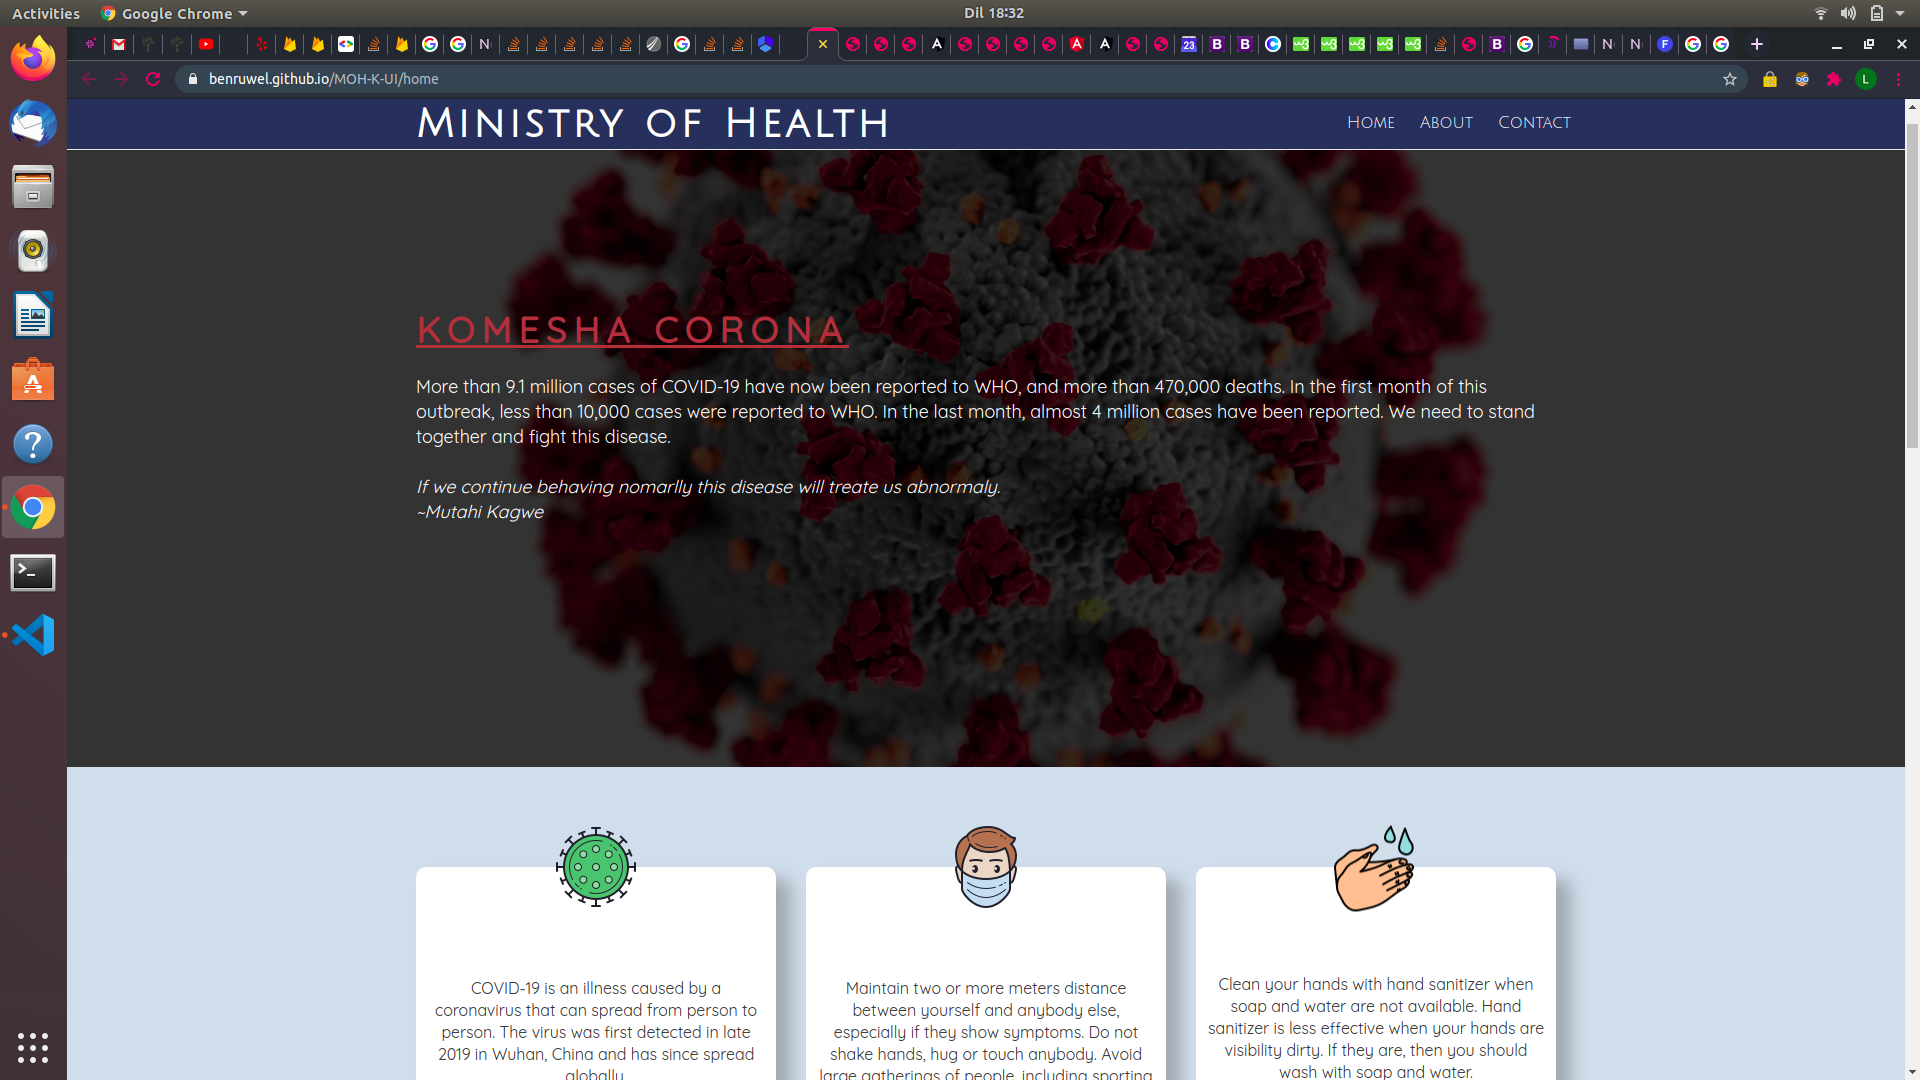 Activities
Google Chrome
Dil 18:32
23
benruwel.github.io/MOH-K-UI/home
L
Ministry of Health
Home
About
Contact
KOMESHA CORONA
More than 9.1 million cases of COVID-19 have now been reported to WHO, and more than 470,000 deaths. In the first month of this
outbreak, less than 10,000 cases were reported to WHO. In the last month, almost 4 million cases have been reported. We need to stand
together and fight this disease.
If we continue behaving nomarlly this disease will treate us abnormaly.
~Mutahi Kagwe
COVID-19 is an illness caused by a
coronavirus that can spread from person to
person. The virus was first detected in late
2019 in Wuhan, China and has since spread
globally.
Maintain two or more meters distance
between yourself and anybody else,
especially if they show symptoms. Do not
shake hands, hug or touch anybody. Avoid
large gatherings of people, including sporting
Clean your hands with hand sanitizer when
soap and water are not available. Hand
sanitizer is less effective when your hands are
visibility dirty. If they are, then you should
wash with soap and water.